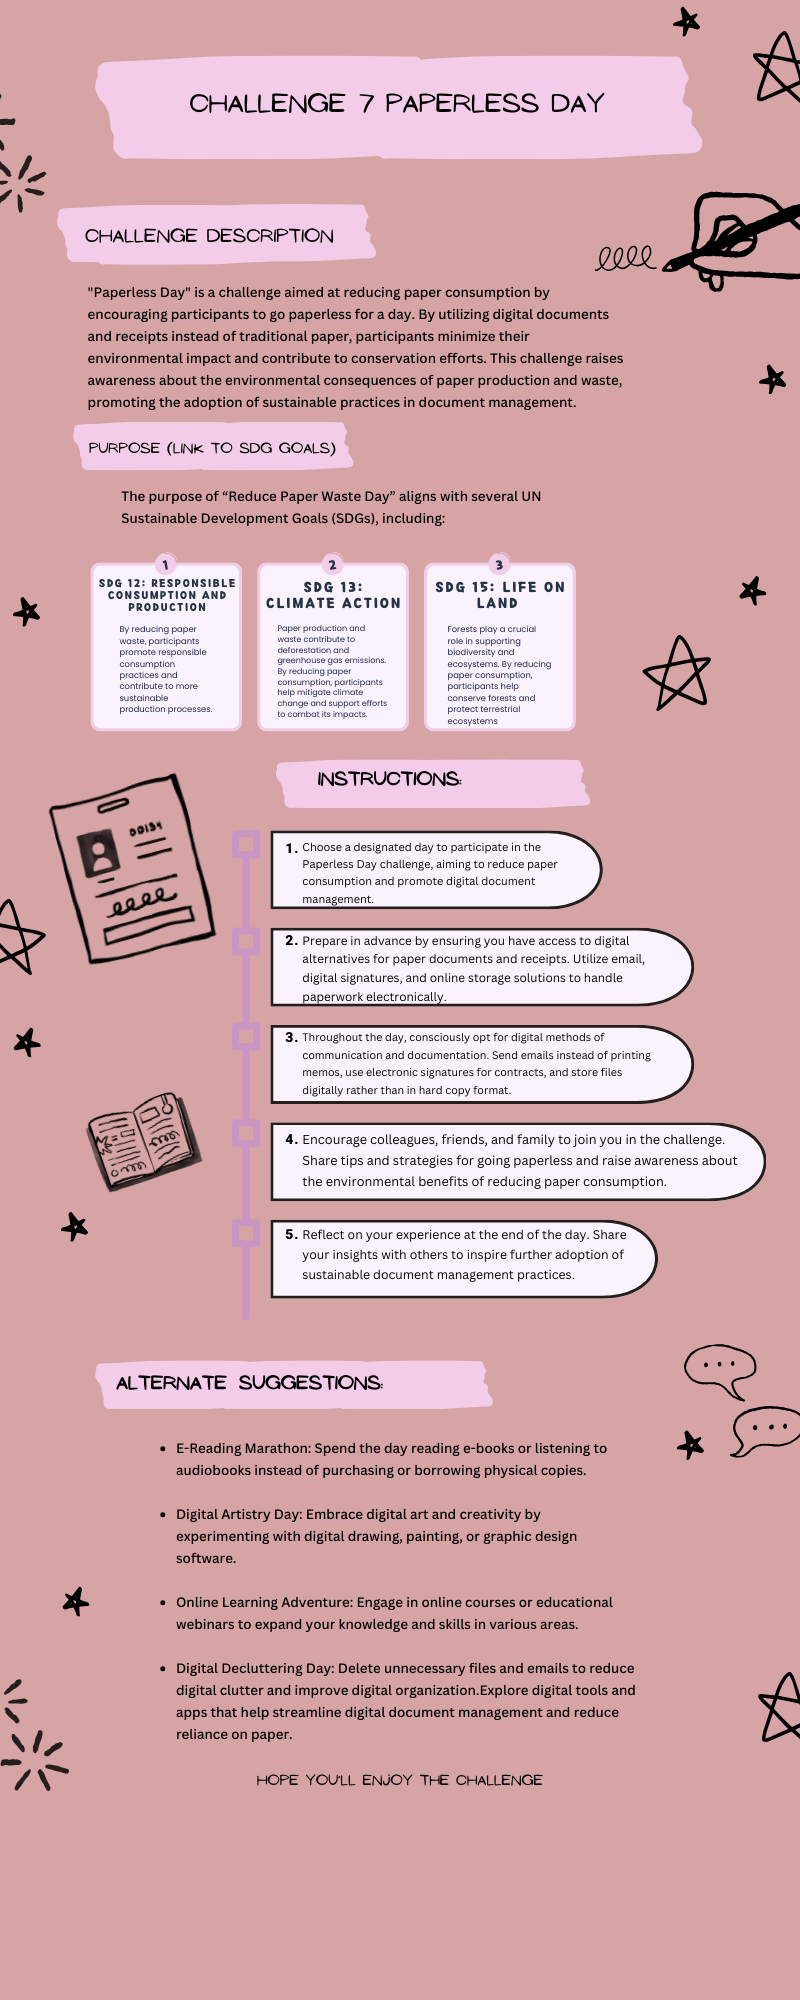 CHALLENGE 7 PAPERLESS DAY
CHALLENGE DESCRIPTION
"Paperless Day" is a challenge aimed at reducing paper consumption by
encouraging participants to go paperless for a day. By utilizing digital documents
and receipts instead of traditional paper, participants minimize their
environmental impact and contribute to conservation efforts. This challenge raises
awareness about the environmental consequences of paper production and waste,
promoting the adoption of sustainable practices in document management.
PURPOSE (LINK TO SDG GOALS)
The purpose of “Reduce Paper Waste Day” aligns with several UN
Sustainable Development Goals (SDGs), including:
1
SDG 12: RESPONSIBLE
CONSUMPTION AND
PRODUCTION
By reducing paper
waste, participants
promote responsible
consumption
practices and
contribute to more
sustainable
production processes.
2
SDG 13:
CLIMATE ACTION
Paper production and
waste contribute to
deforestation and
greenhouse gas emissions.
By reducing paper
consumption, participants
help mitigate climate
change and support efforts
to combat its impacts.
3
SDG 15: LIFE ON
LAND
Forests play a crucial
role in supporting
biodiversity and
ecosystems. By reducing
paper consumption,
participants help
conserve forests and
protect terrestrial
ecosystems
INSTRUCTIONS:
DO134
1. Choose a designated day to participate in the
Paperless Day challenge, aiming to reduce paper
consumption and promote digital document
management.
2. Prepare in advance by ensuring you have access to digital
alternatives for paper documents and receipts. Utilize email,
digital signatures, and online storage solutions to handle
paperwork electronically.
3. Throughout the day, consciously opt for digital methods of
communication and documentation. Send emails instead of printing
memos, use electronic signatures for contracts, and store files
digitally rather than in hard copy format.
4. Encourage colleagues, friends, and family to join you in the challenge.
Share tips and strategies for going paperless and raise awareness about
the environmental benefits of reducing paper consumption.
5. Reflect on your experience at the end of the day. Share
your insights with others to inspire further adoption of
sustainable document management practices.
ALTERNATE SUGGESTIONS:
• E-Reading Marathon: Spend the day reading e-books or listening to
audiobooks instead of purchasing or borrowing physical copies.
• Digital Artistry Day: Embrace digital art and creativity by
experimenting with digital drawing, painting, or graphic design
software.
• Online Learning Adventure: Engage in online courses or educational
webinars to expand your knowledge and skills in various areas.
• Digital Decluttering Day: Delete unnecessary files and emails to reduce
digital clutter and improve digital organization.Explore digital tools and
apps that help streamline digital document management and reduce
reliance on paper.
HOPE YOU'LL ENJOY THE CHALLENGE